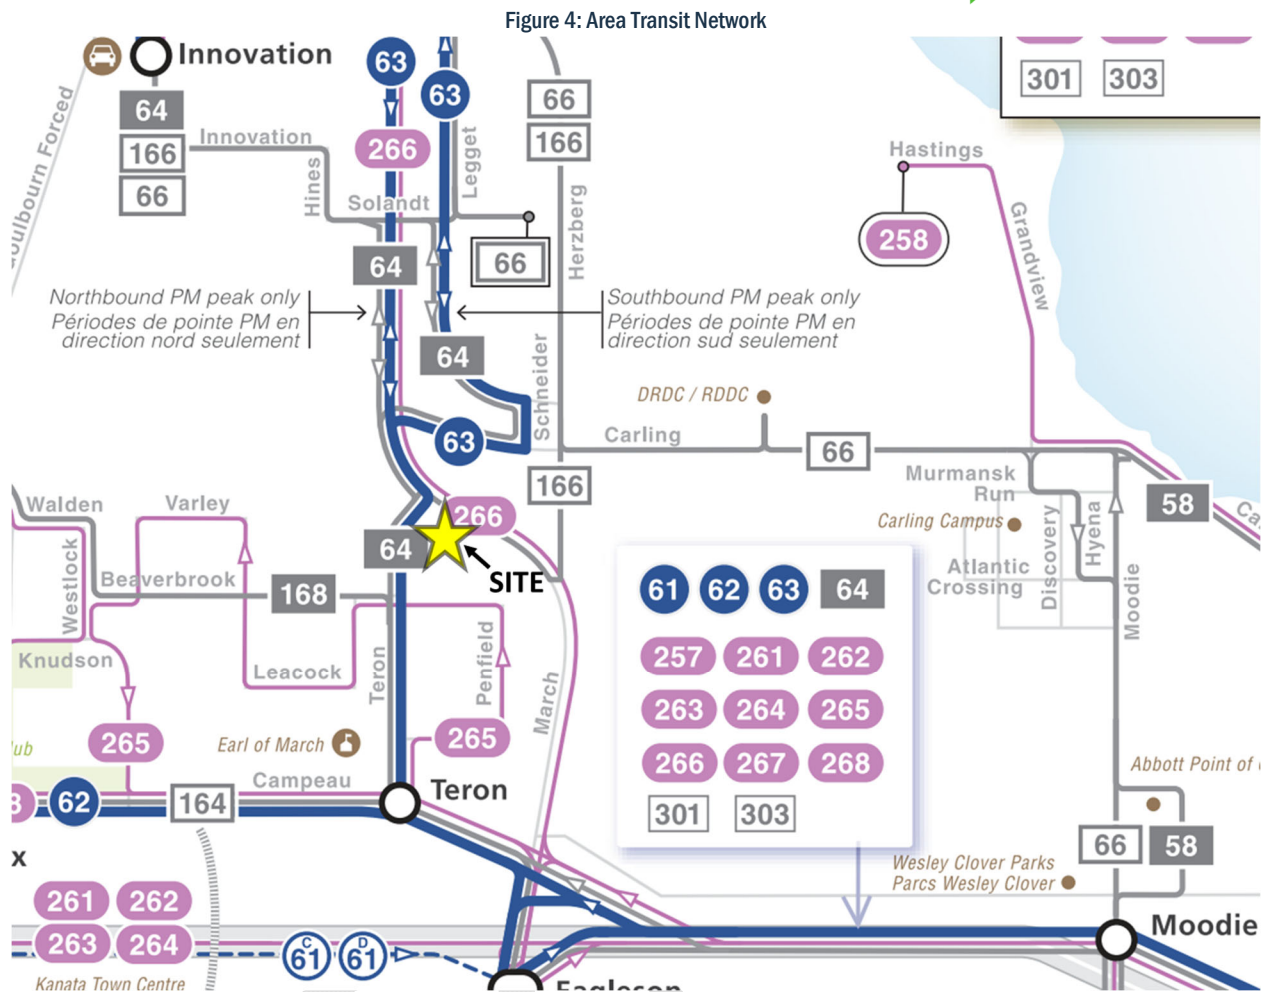 Figure 4: Area Transit Network
Innovation
64
166
66
Innovation
Hines
Solandt
63
266
63
Legget
66
166
Herzberg
66
301
303
Hastings
258
Grandview
64
Northbound PM peak only
Périodes de pointe PM en
direction nord seulement
Southbound PM peak only
Périodes de pointe PM en
direction sud seulement
64
Schneider
63
DRDC / RDDC
Carling
66
166
Murmansk
Run
Carling Campus
Atlantic
Crossing
Discovery
Hyena
Moodie
58
Walden
Varley
Westlock
Beaverbrook
168
Knudson
Leacock
Teron
Penfield
March
266
64
SITE
265
Earl of March
265
Campeau
62
164
Teron
61
62
63
64
257
261
262
263
264
265
266
267
268
301
303
Abbott Point of
66
58
Wesley Clover Parks
Parcs Wesley Clover
Moodie
261
262
263
264
C
61
D
61
Kanata Town Centre
Eagleson